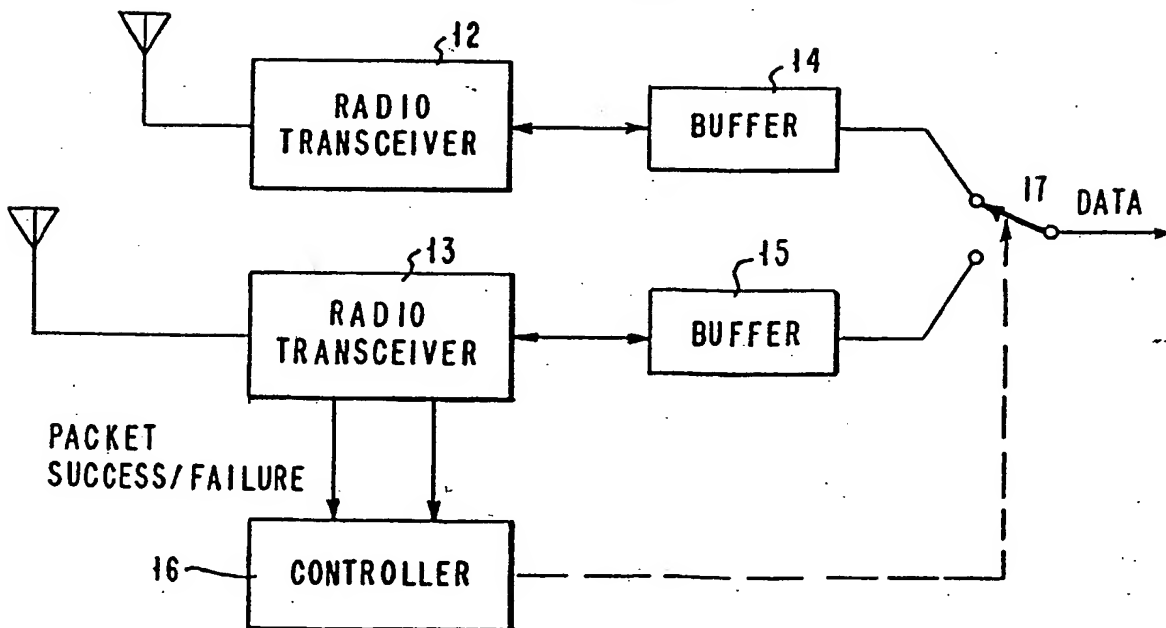 12
RADIO
TRANSCEIVER
14
BUFFER
17
DATA
13
RADIO
TRANSCEIVER
15
BUFFER
PACKET
SUCCESS/FAILURE
16
CONTROLLER